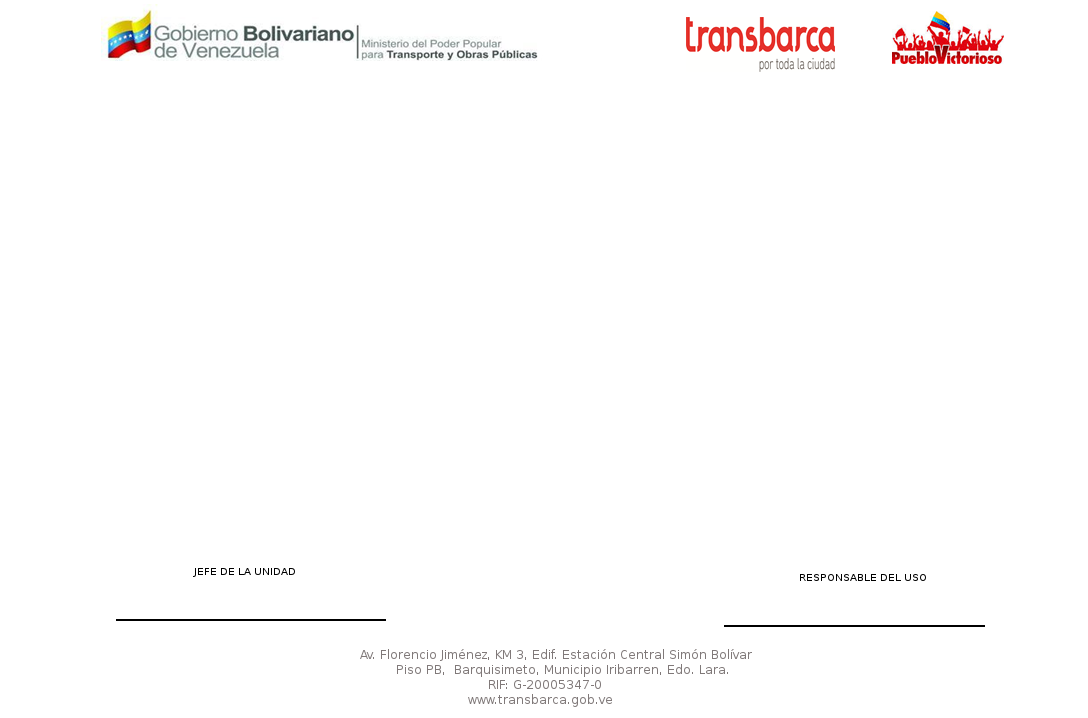 Gobierno Bolivariano
de Venezuela
Ministerio del Poder Popular
para Transporte y Obras Públicas
transbarca
por toda la ciudad
PuebloVictorioso
JEFE DE LA UNIDAD
RESPONSABLE DEL USO
Av. Florencio Jiménez, KM 3, Edif. Estación Central Simón Bolívar
Piso PB,  Barquisimeto, Municipio Iribarren, Edo. Lara.
RIF: G-20005347-0
www.transbarca.gob.ve